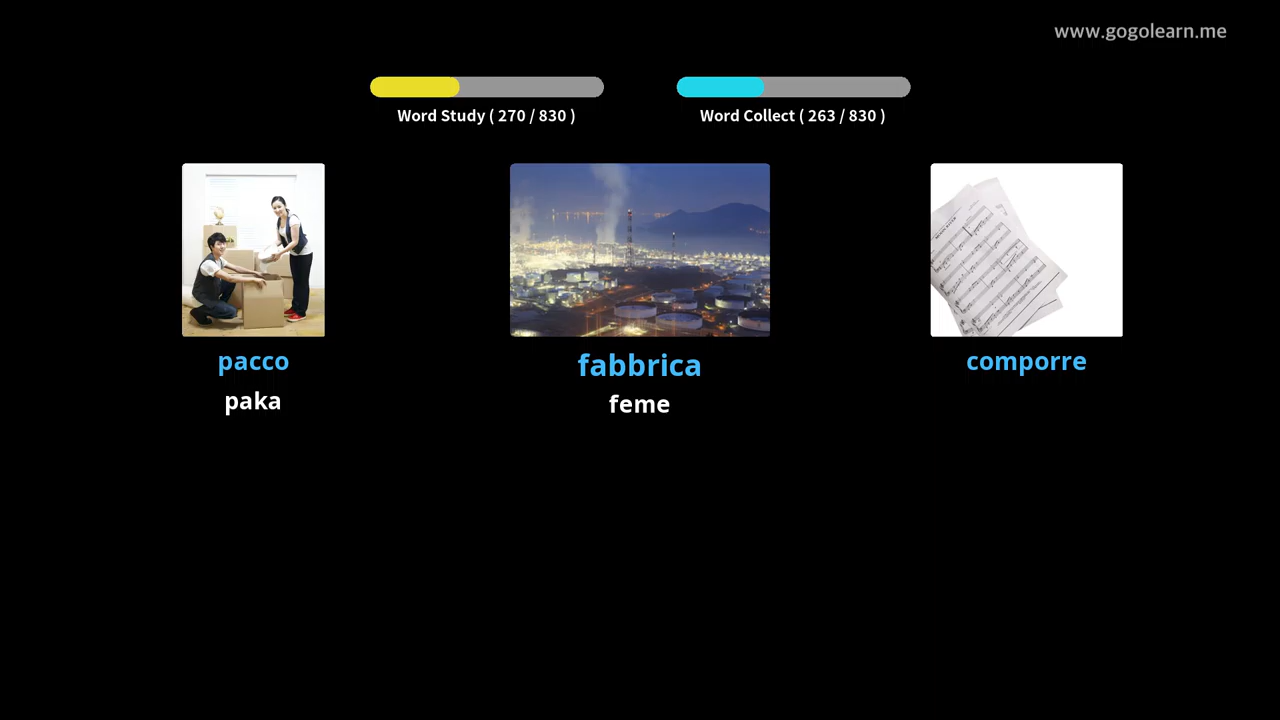 www.gogolearn.me
Word Study ( 270 / 830 )
Word Collect ( 263 / 830 )
pacco
paka
fabbrica
feme
comporre